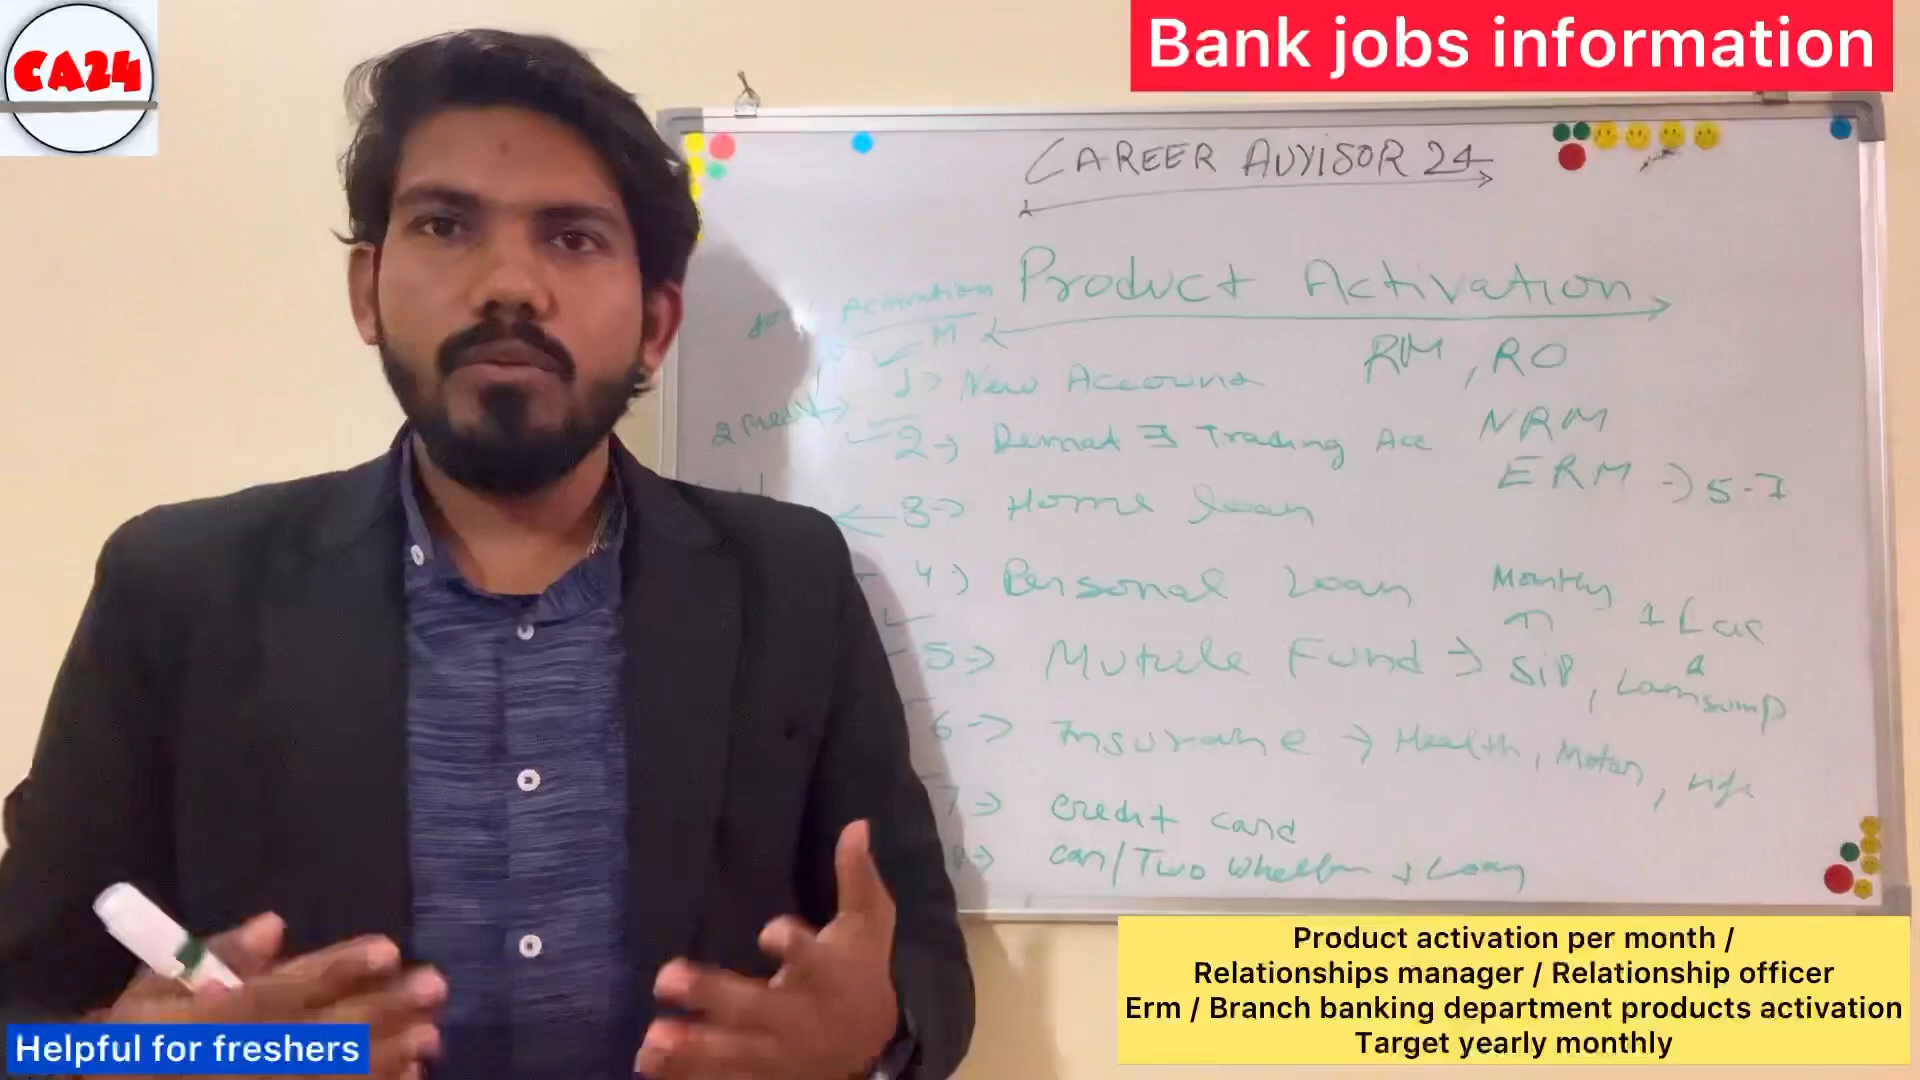 CA24
Bank jobs information
CAREER ADVISOR 24
Product Activation
Activation
M
RM, RO
1) New Account
NRM
2) Demat & Trading Acc
ERM -> 5-7
3) Home loan
4) Personal Loan
Monthly
1 Lac
5-> Mutule Fund -> SIP, Lamsump
6-> Insurance -> Health, Motor, life
7-> credit card
car/Two Wheeler Loan
Product activation per month /
Relationships manager / Relationship officer
Erm / Branch banking department products activation
Target yearly monthly
Helpful for freshers